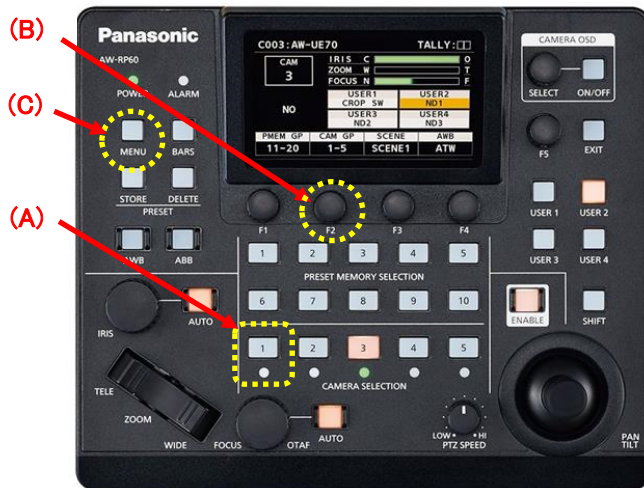 (B)
Panasonic
AW-RP60
POWER ALARM
(C)
MENU BARS
STORE DELETE
PRESET
AWB ABB
(A)
C003:AW-UE70 TALLY:□□
CAM
3
IRIS C O
ZOOM W T
FOCUS N F
NO
USER1
CROP SW
USER2
ND1
USER3
ND2
USER4
ND3
PMEM GP CAM GP SCENE AWB
11-20 1-5 SCENE1 ATW
F1 F2 F3 F4
1 2 3 4 5
PRESET MEMORY SELECTION
6 7 8 9 10
1 2 3 4 5
CAMERA SELECTION
CAMERA OSD
SELECT ON/OFF
F5 EXIT
USER 1 USER 2
USER 3 USER 4
ENABLE SHIFT
IRIS AUTO
TELE
ZOOM
WIDE
FOCUS OTAF AUTO
LOW HI
PTZ SPEED
PAN
TILT